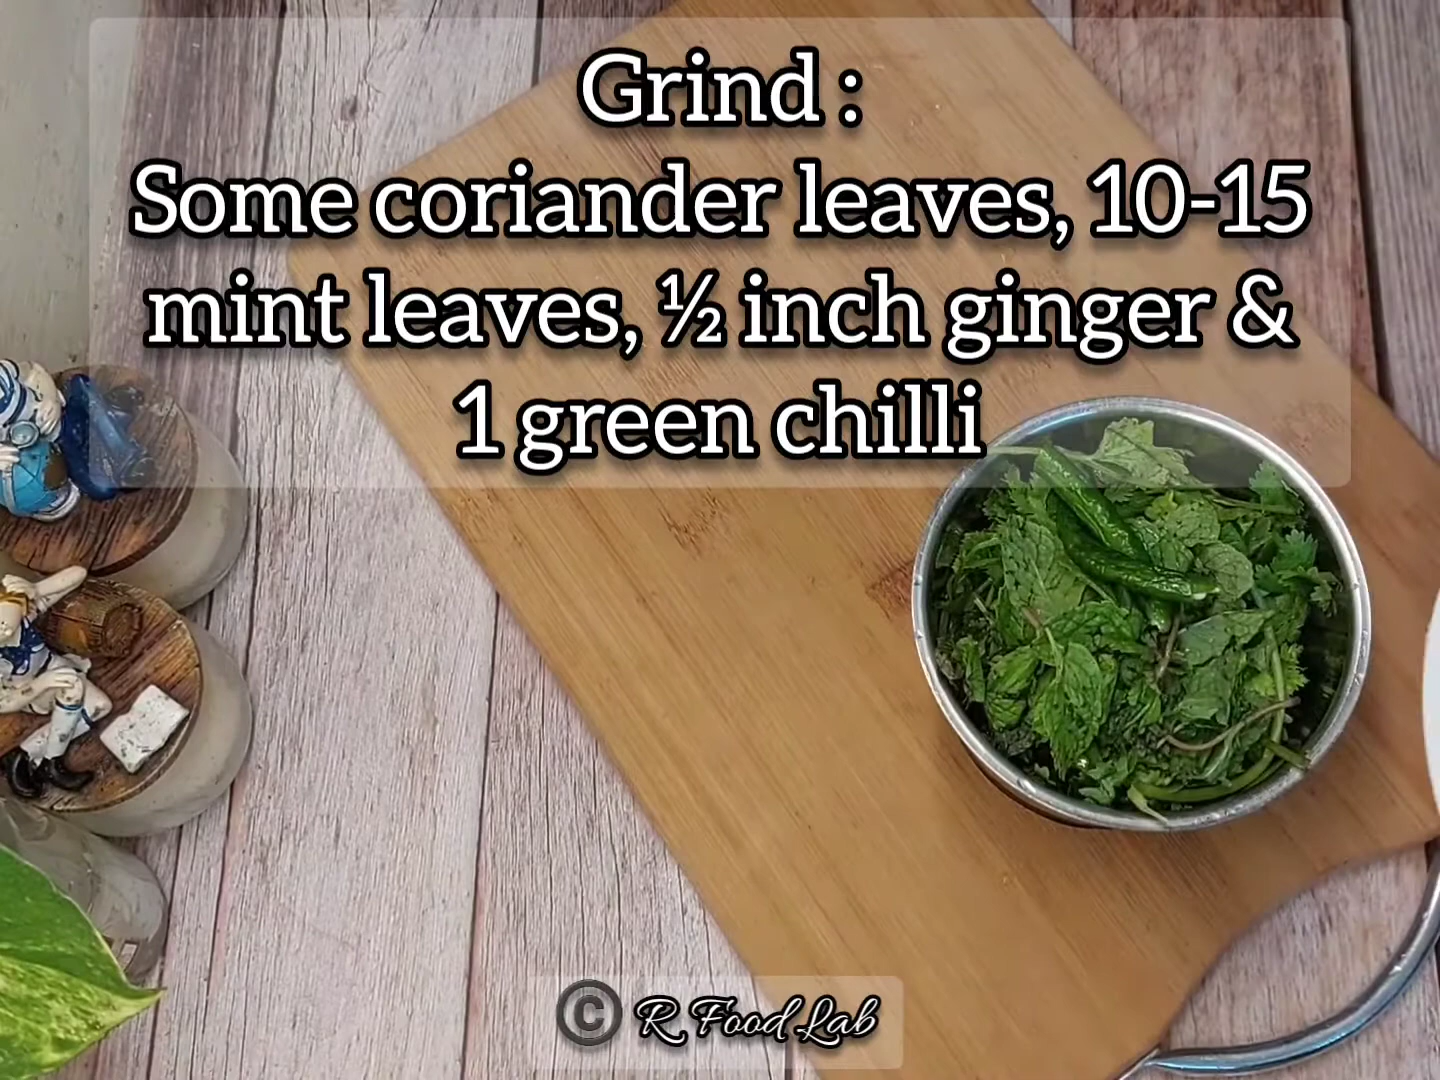 Grind :
Some coriander leaves, 10-15
mint leaves, ½ inch ginger &
1 green chilli
© R Food Lab